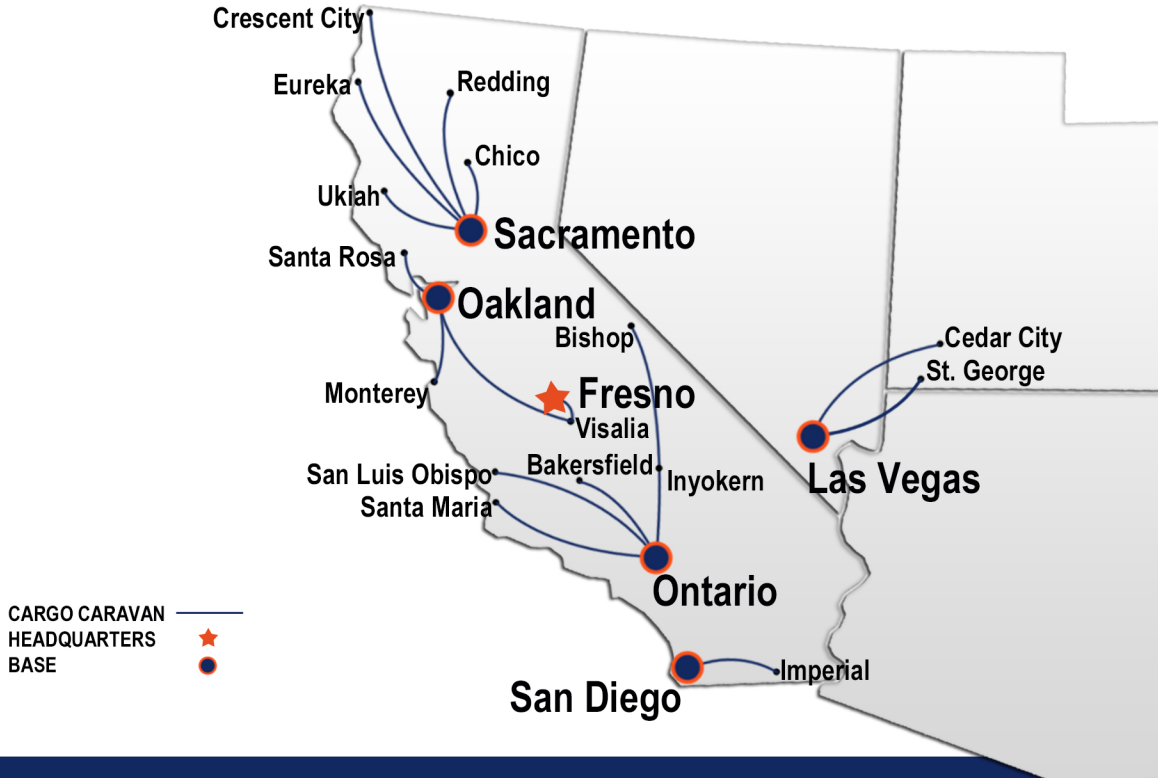 Crescent City
Eureka
Redding
Chico
Ukiah
Sacramento
Santa Rosa
Oakland
Bishop
Cedar City
St. George
Monterey
Fresno
Visalia
San Luis Obispo
Bakersfield
Inyokern
Las Vegas
Santa Maria
Ontario
CARGO CARAVAN
HEADQUARTERS
BASE
Imperial
San Diego